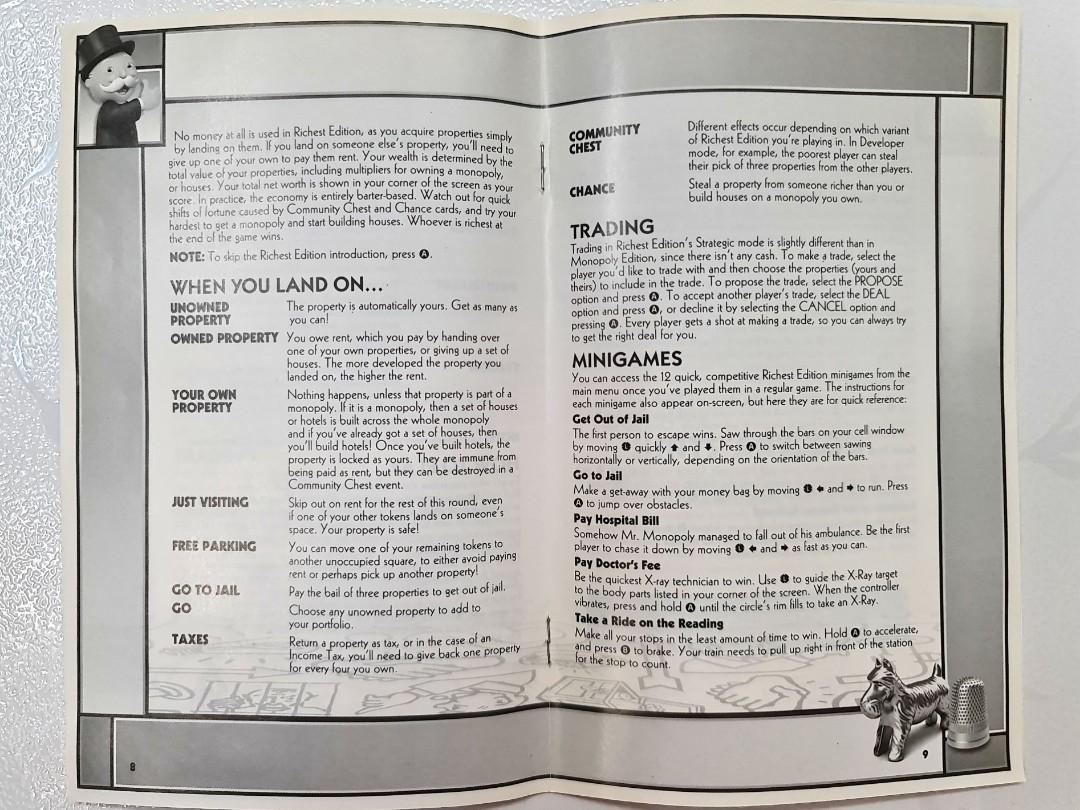 No money at all is used in Richest Edition, as you acquire properties simply
by landing on them. If you land on someone else's property, you'll need to
give up one of your own to pay them rent. Your wealth is determined by the
total value of your properties, including multipliers for owning a monopoly,
or houses. Your total net worth is shown in your corner of the screen as your
score. In practice, the economy is entirely barter-based. Watch out for quick
shifts of fortune caused by Community Chest and Chance cards, and try your
hardest to get a monopoly and start building houses. Whoever is richest at
the end of the game wins.
NOTE: To skip the Richest Edition introduction, press A.
WHEN YOU LAND ON...
UNOWNED PROPERTY
The property is automatically yours. Get as many as
you can!
OWNED PROPERTY
You owe rent, which you pay by handing over
one of your own properties, or giving up a set of
houses. The more developed the property you
landed on, the higher the rent.
YOUR OWN PROPERTY
Nothing happens, unless that property is part of a
monopoly. If it is a monopoly, then a set of houses
or hotels is built across the whole monopoly
and if you've already got a set of houses, then
you'll build hotels! Once you've built hotels, the
property is locked as yours. They are immune from
being paid as rent, but they can be destroyed in a
Community Chest event.
JUST VISITING
Skip out on rent for the rest of this round, even
if one of your other tokens lands on someone's
space. Your property is safe!
FREE PARKING
You can move one of your remaining tokens to
another unoccupied square, to either avoid paying
rent or perhaps pick up another property!
GO TO JAIL
Pay the bail of three properties to get out of jail.
GO
Choose any unowned property to add to
your portfolio.
TAXES
Return a property as tax, or in the case of an
Income Tax, you'll need to give back one property
for every four you own.
8
COMMUNITY
CHEST
Different effects occur depending on which variant
of Richest Edition you're playing in. In Developer
mode, for example, the poorest player can steal
their pick of three properties from the other players.
CHANCE
Steal a property from someone richer than you or
build houses on a monopoly you own.
TRADING
Trading in Richest Edition's Strategic mode is slightly different than in
Monopoly Edition, since there isn't any cash. To make a trade, select the
player you'd like to trade with and then choose the properties (yours and
theirs) to include in the trade. To propose the trade, select the PROPOSE
option and press A. To accept another player's trade, select the DEAL
option and press A, or decline it by selecting the CANCEL option and
pressing A. Every player gets a shot at making a trade, so you can always try
to get the right deal for you.
MINIGAMES
You can access the 12 quick, competitive Richest Edition minigames from the
main menu once you've played them in a regular game. The instructions for
each minigame also appear on-screen, but here they are for quick reference:
Get Out of Jail
The first person to escape wins. Saw through the bars on your cell window
by moving L quickly ↑ and ↓. Press A to switch between sawing
horizontally or vertically, depending on the orientation of the bars.
Go to Jail
Make a get-away with your money bag by moving L ← and → to run. Press
A to jump over obstacles.
Pay Hospital Bill
Somehow Mr. Monopoly managed to fall out of his ambulance. Be the first
player to chase it down by moving L ← and → as fast as you can.
Pay Doctor's Fee
Be the quickest X-ray technician to win. Use L to guide the X-Ray target
to the body parts listed in your corner of the screen. When the controller
vibrates, press and hold A until the circle's rim fills to take an X-Ray.
Take a Ride on the Reading
Make all your stops in the least amount of time to win. Hold A to accelerate,
and press B to brake. Your train needs to pull up right in front of the station
for the stop to count.
9